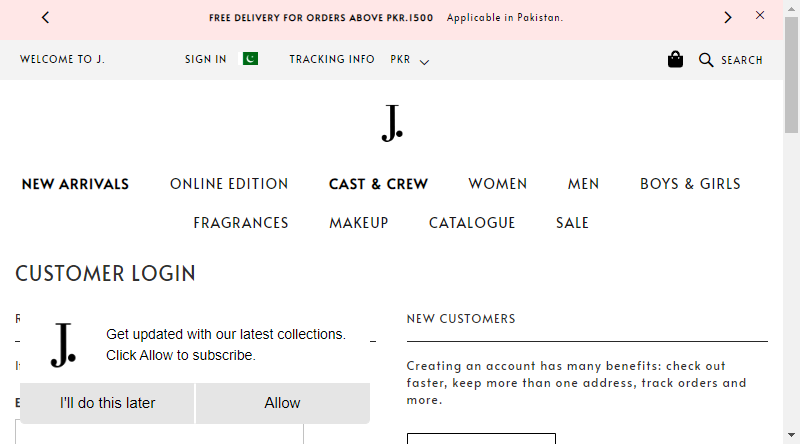 FREE DELIVERY FOR ORDERS ABOVE PKR.1500 Applicable in Pakistan.
WELCOME TO J. SIGN IN TRACKING INFO PKR SEARCH
J.
NEW ARRIVALS ONLINE EDITION CAST & CREW WOMEN MEN BOYS & GIRLS
FRAGRANCES MAKEUP CATALOGUE SALE
CUSTOMER LOGIN
J.
Get updated with our latest collections.
Click Allow to subscribe.
I'll do this later Allow
NEW CUSTOMERS
Creating an account has many benefits: check out
faster, keep more than one address, track orders and
more.